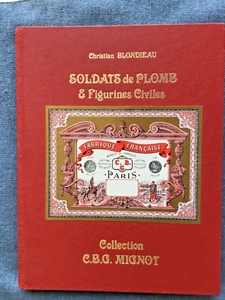 Christian BLONDIEAU
SOLDATS de PLOMB
& Figurines Civiles
FABRIQUE FRANÇAISE
C.B.G
PARIS
Collection
C.B.G. MIGNOT